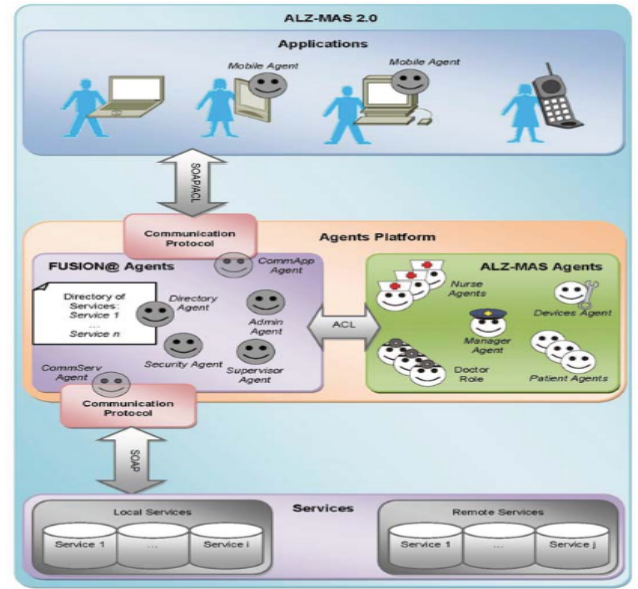 ALZ-MAS 2.0
Applications
Mobile Agent
Mobile Agent
SOAP/ACL
Communication
Protocol
Agents Platform
FUSION@ Agents
CommApp
Agent
Directory of
Services:
Service 1
...
Service n
Directory
Agent
Admin
Agent
Security Agent
Supervisor
Agent
CommServ
Agent
Communication
Protocol
ACL
ALZ-MAS Agents
Nurse
Agents
Devices Agent
Manager
Agent
Doctor
Role
Patient Agents
SOAP
Services
Local Services
Service 1
...
Service i
Remote Services
Service 1
...
Service j